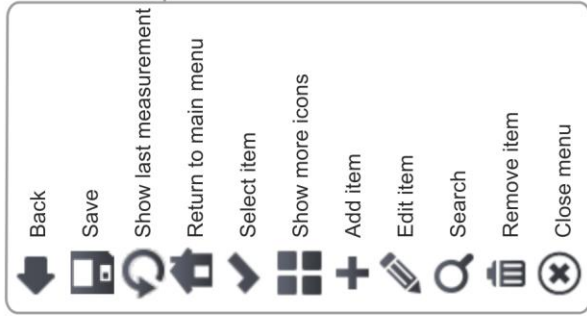 Back
Save
Show last measurement
Return to main menu
Select item
Show more icons
Add item
Edit item
Search
Remove item
Close menu